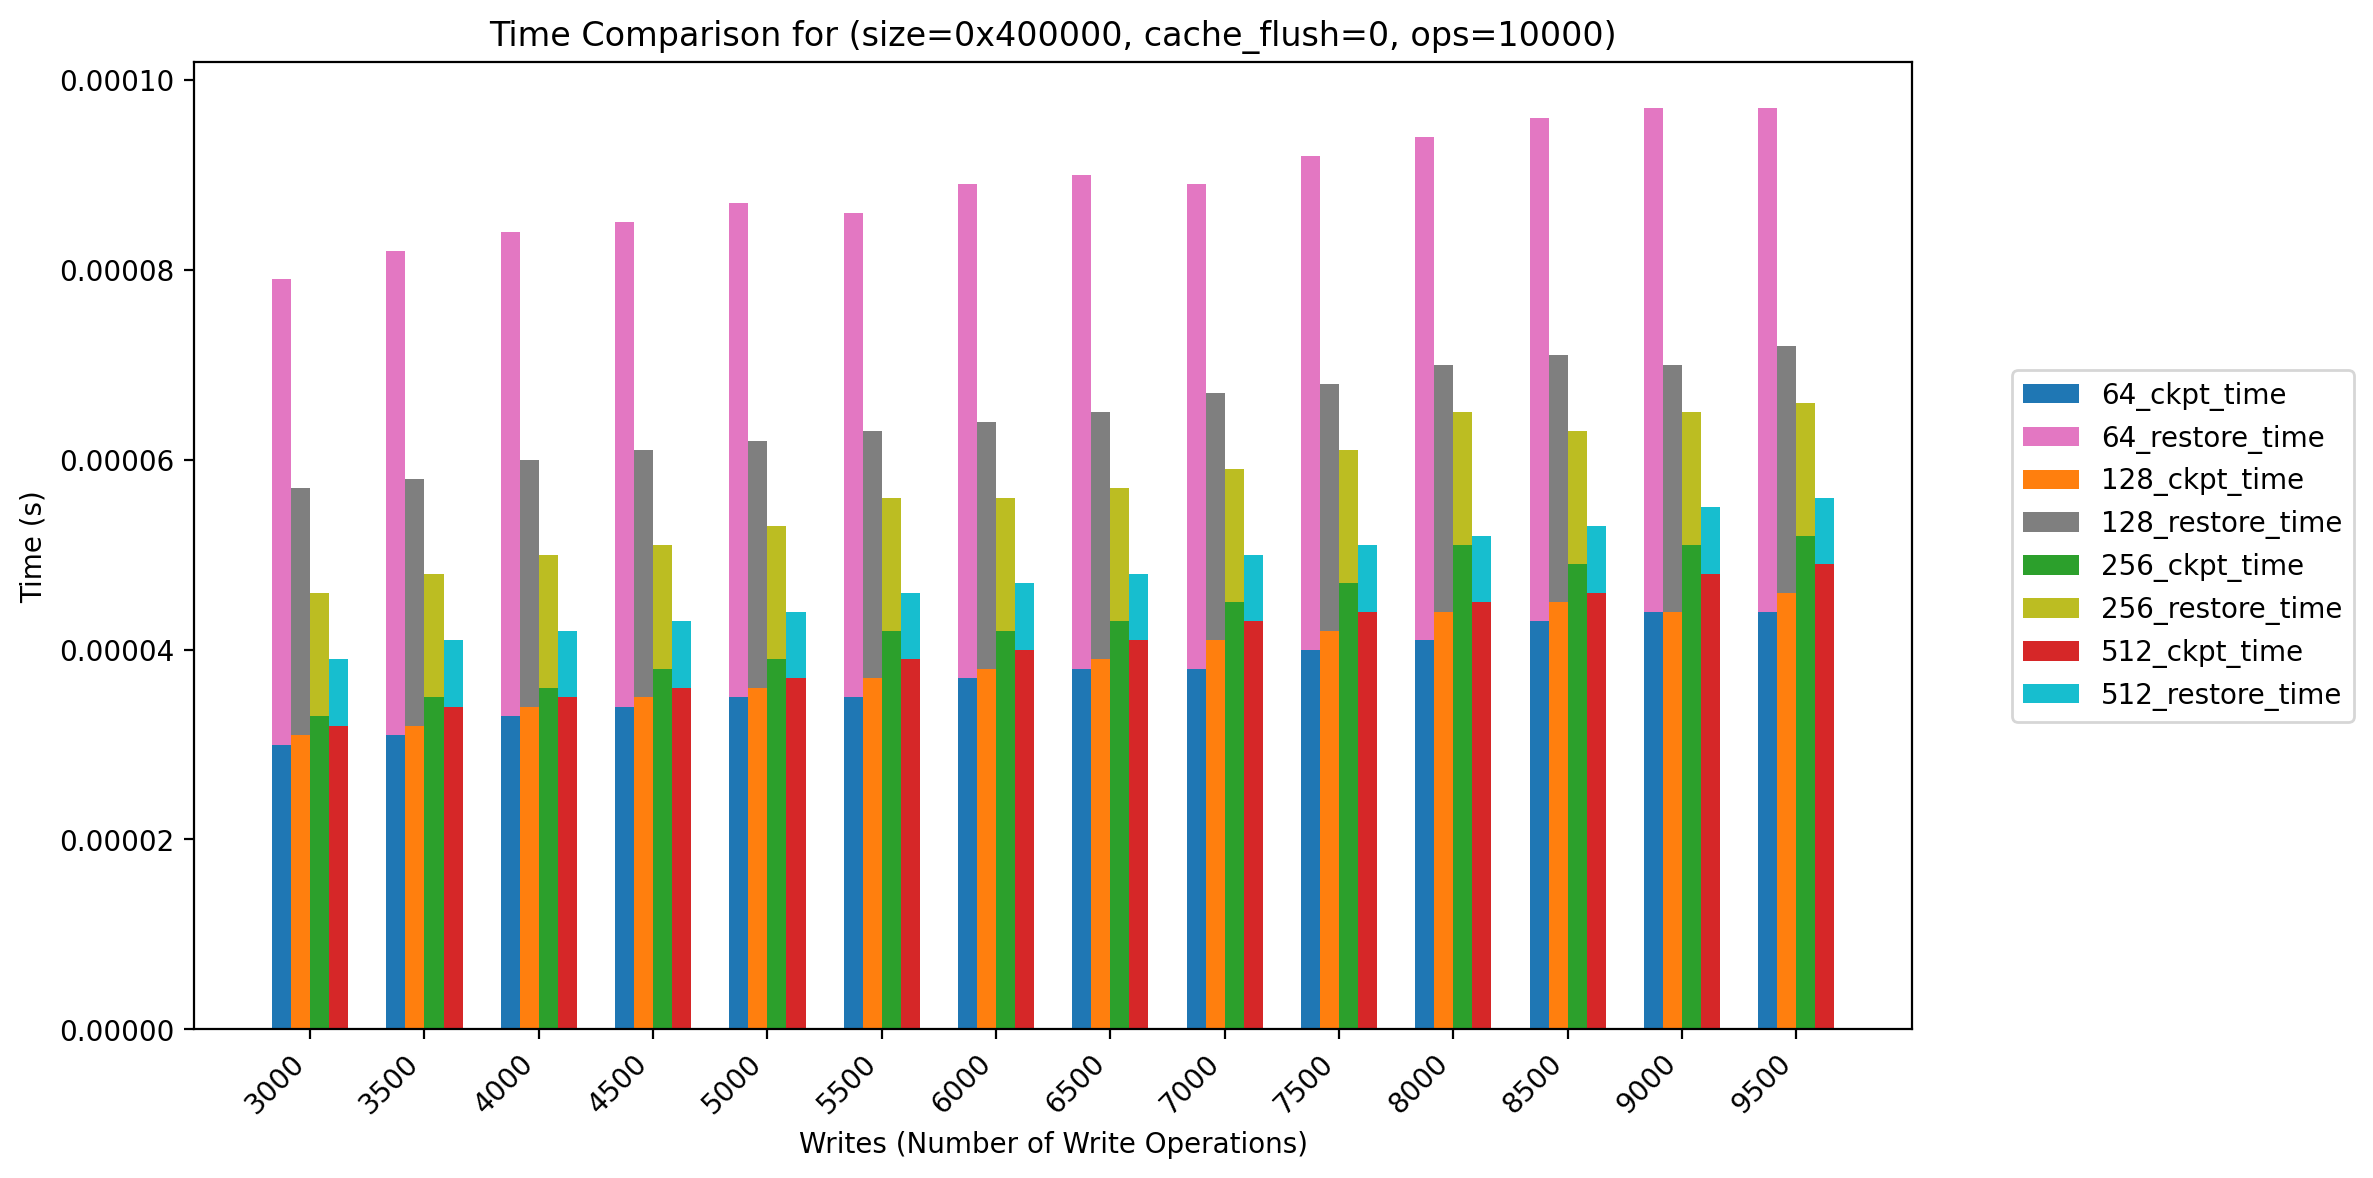 Time Comparison for (size=0x400000, cache_flush=0, ops=10000)
0.00010
0.00008
0.00006
0.00004
0.00002
0.00000
Time (s)
3000
3500
4000
4500
5000
5500
6000
6500
7000
7500
8000
8500
9000
9500
Writes (Number of Write Operations)
64_ckpt_time
64_restore_time
128_ckpt_time
128_restore_time
256_ckpt_time
256_restore_time
512_ckpt_time
512_restore_time